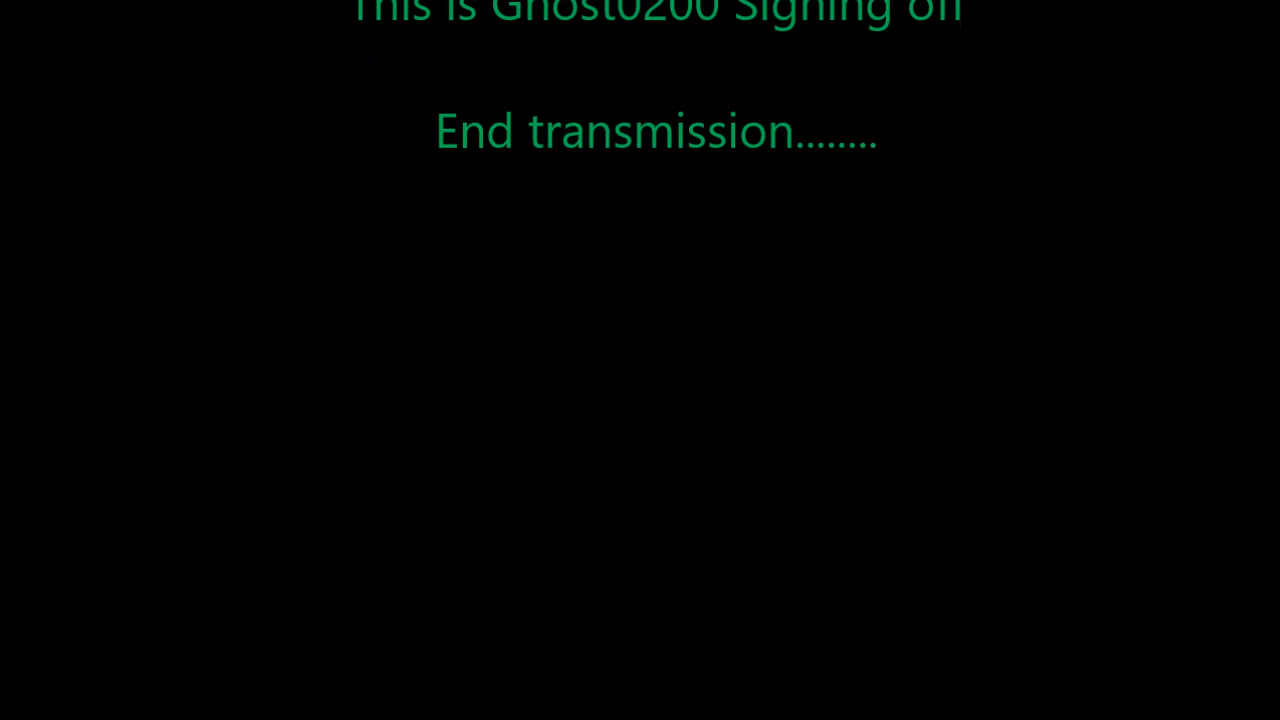 This is Ghost0200 Signing off
End transmission........